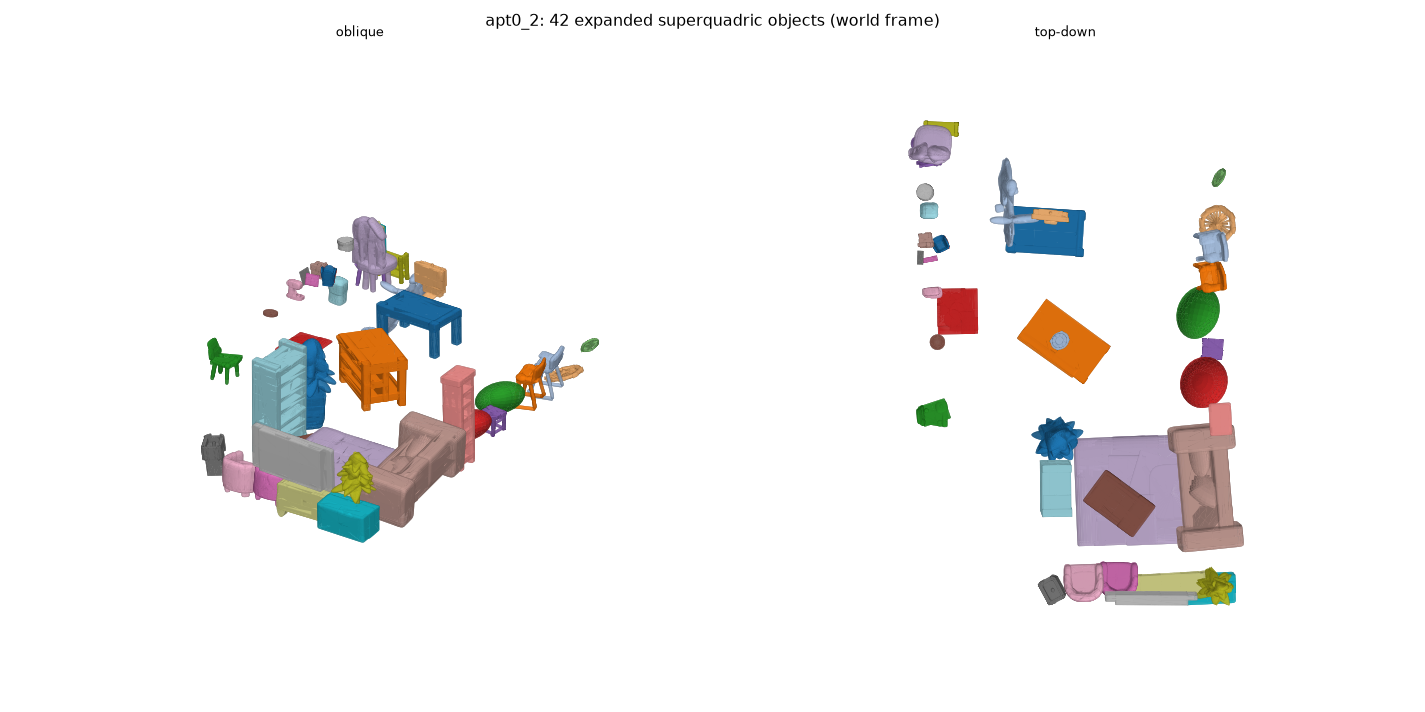 apt0_2: 42 expanded superquadric objects (world frame)
oblique
top-down